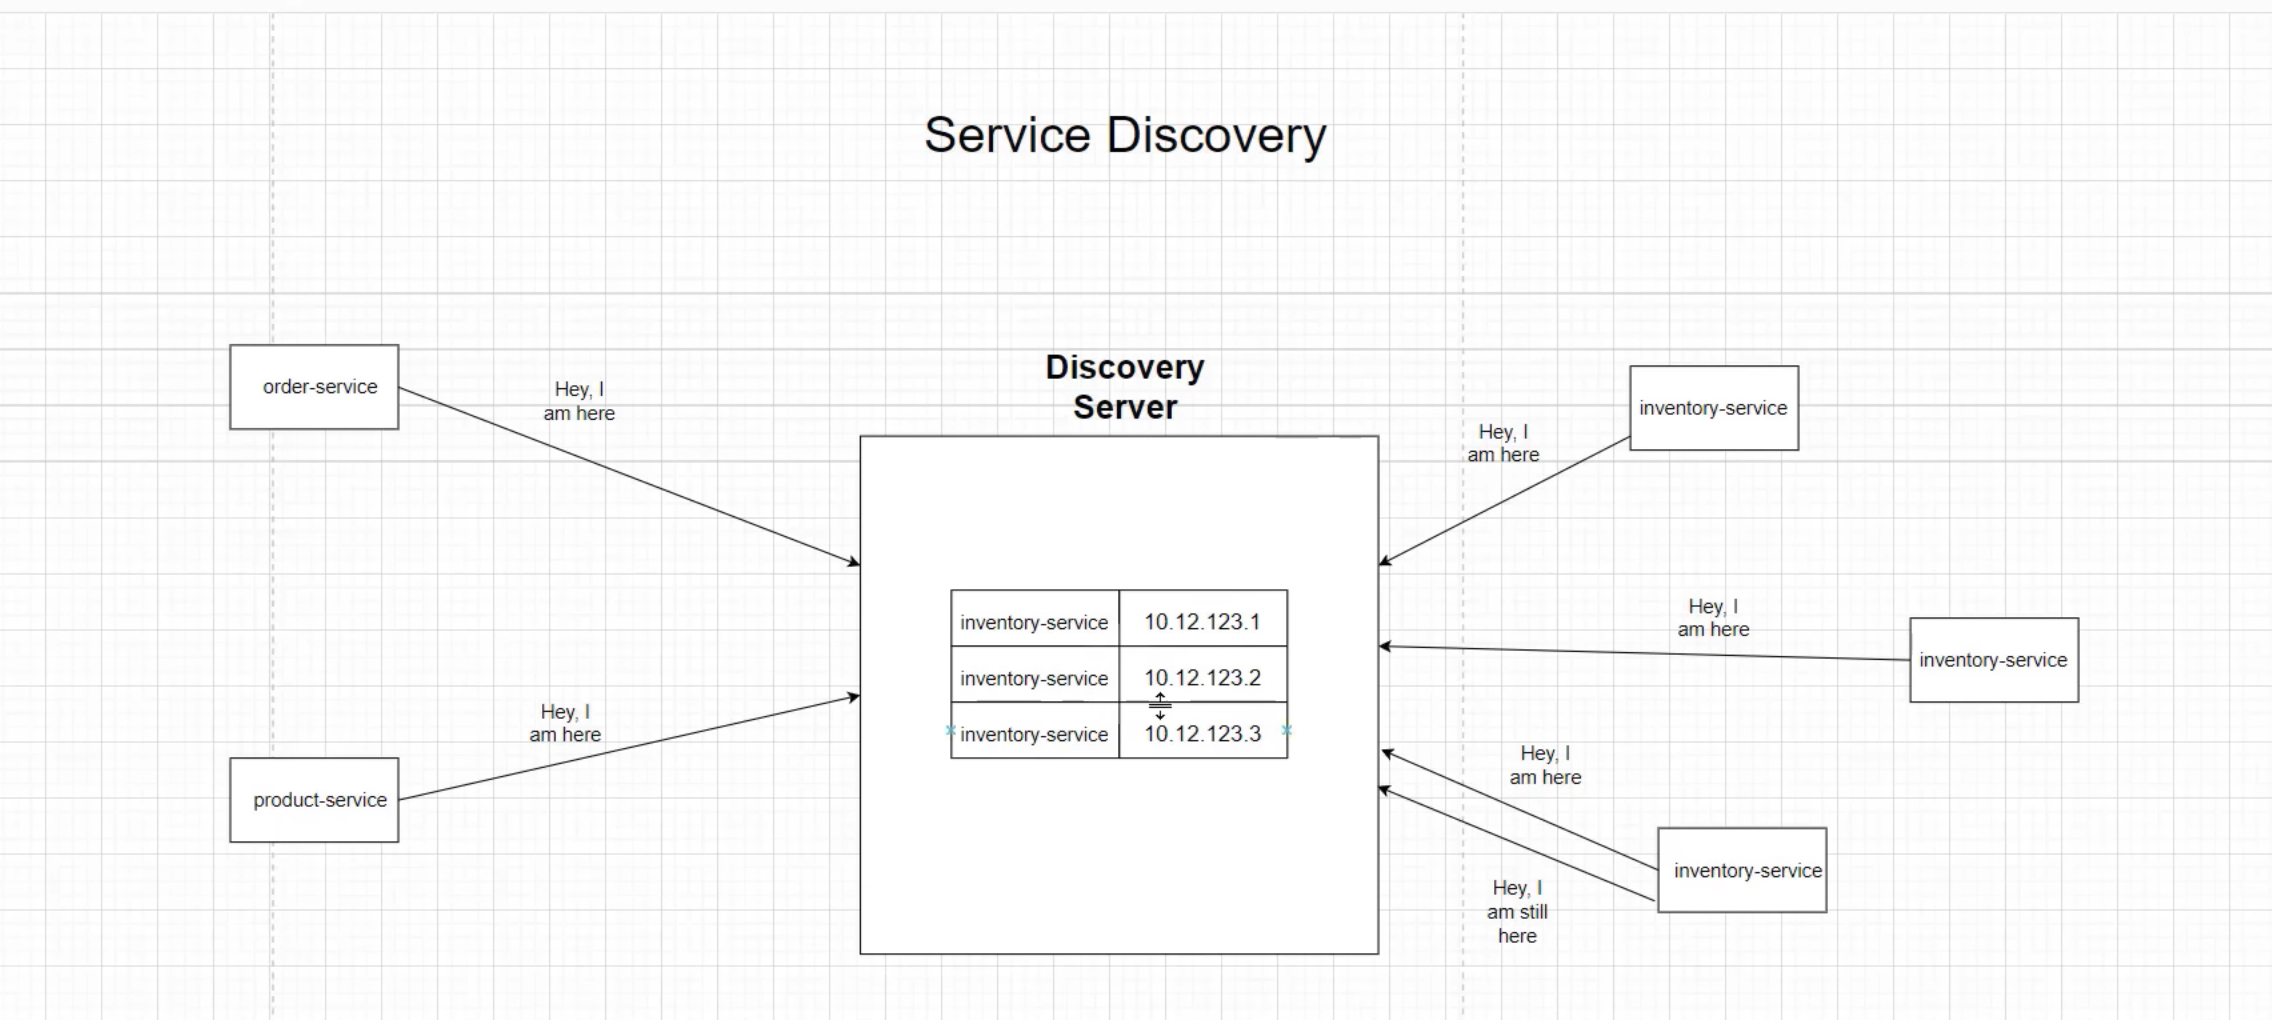 Service Discovery
order-service
Hey, I
am here
product-service
Hey, I
am here
Discovery
Server
inventory-service 10.12.123.1
inventory-service 10.12.123.2
inventory-service 10.12.123.3
Hey, I
am here
inventory-service
Hey, I
am here
inventory-service
Hey, I
am here
inventory-service
Hey, I
am still
here